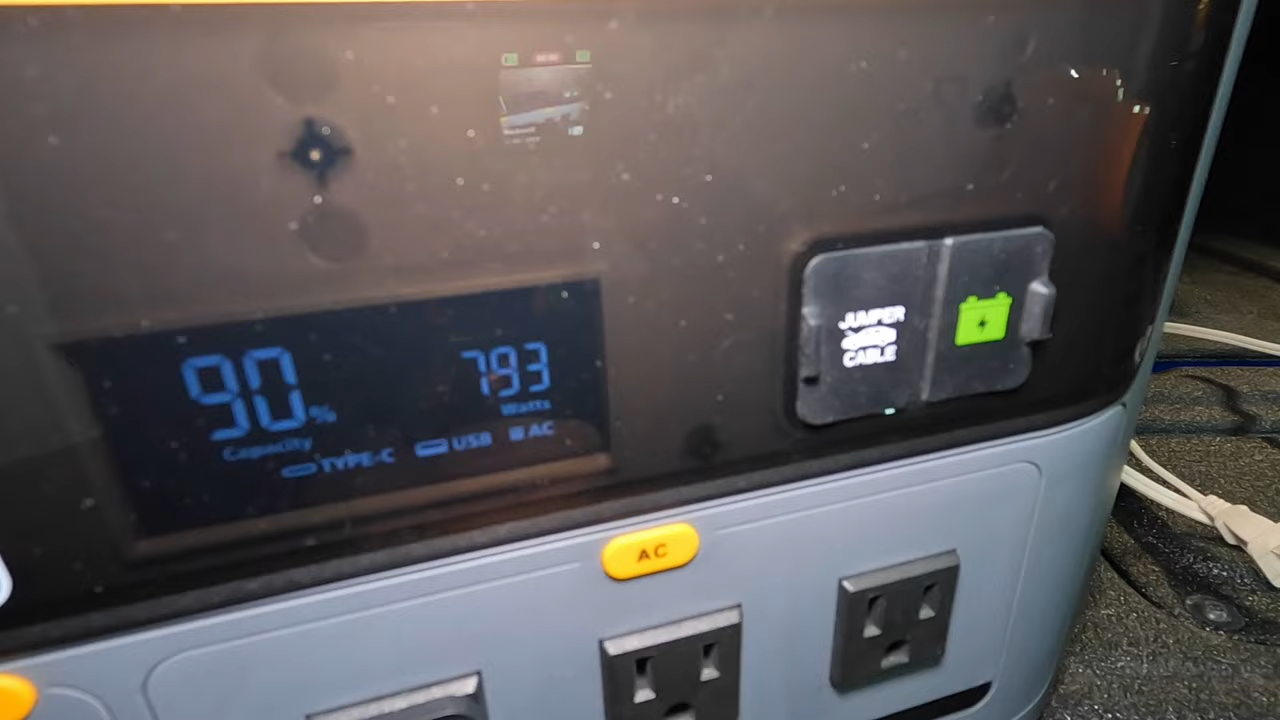 90% 793
Capacity Watts
TYPE-C USB AC
JUMPER
CABLE
AC